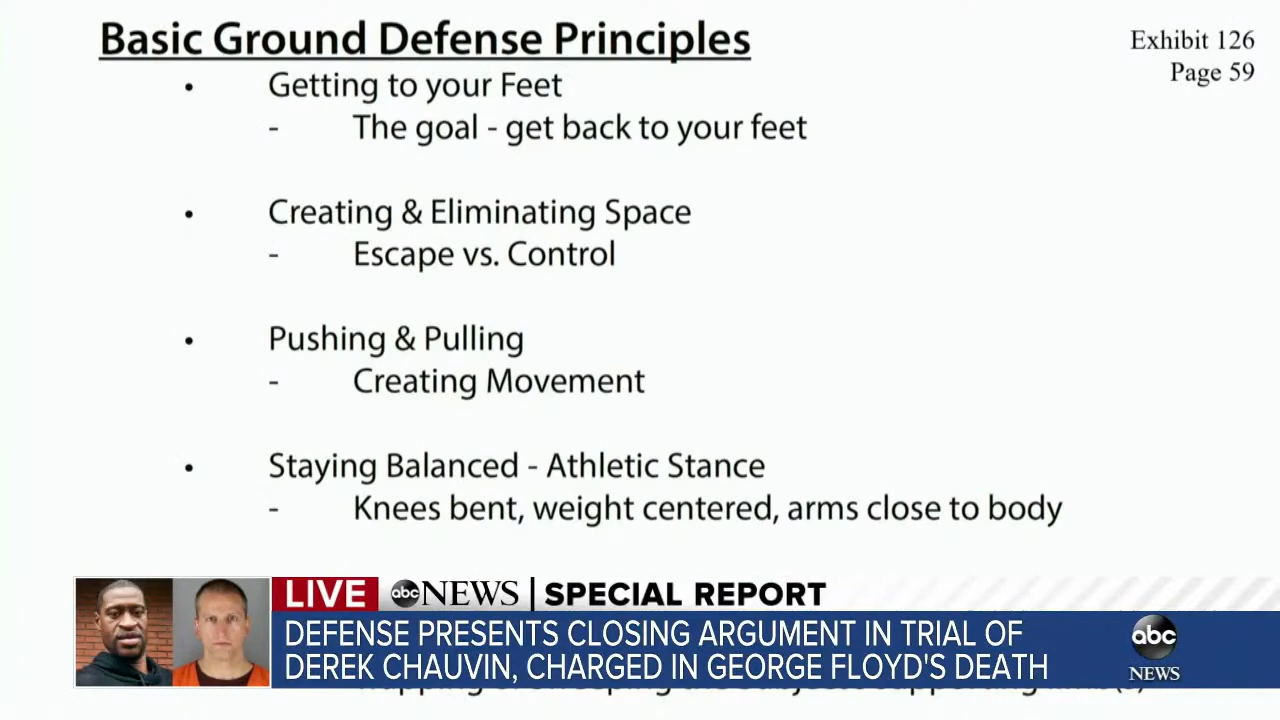 Basic Ground Defense Principles
Exhibit 126
Page 59
• Getting to your Feet
- The goal - get back to your feet
• Creating & Eliminating Space
- Escape vs. Control
• Pushing & Pulling
- Creating Movement
• Staying Balanced - Athletic Stance
- Knees bent, weight centered, arms close to body
LIVE abc NEWS | SPECIAL REPORT
DEFENSE PRESENTS CLOSING ARGUMENT IN TRIAL OF
DEREK CHAUVIN, CHARGED IN GEORGE FLOYD'S DEATH
abc
NEWS